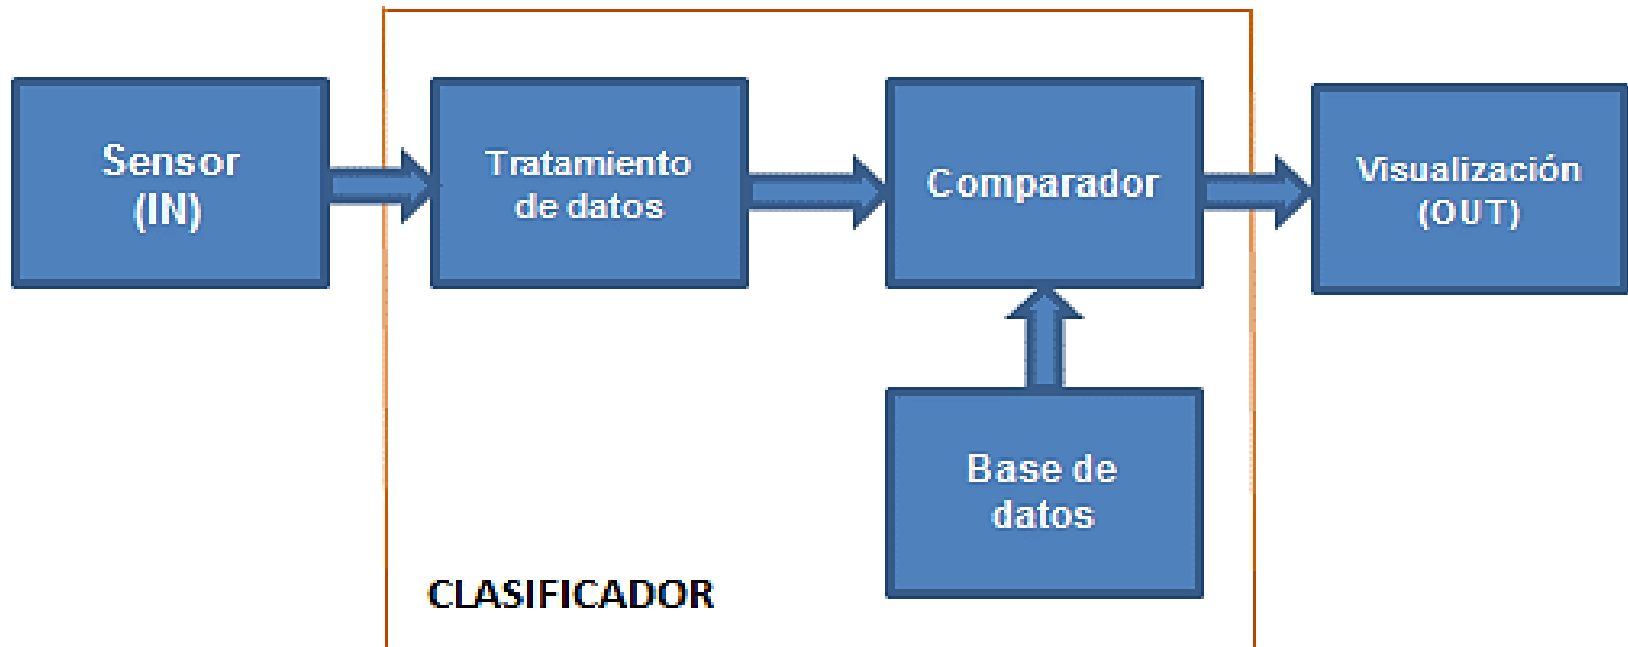 Sensor
(IN)
Tratamiento
de datos
Comparador
Visualización
(OUT)
Base de
datos
CLASIFICADOR